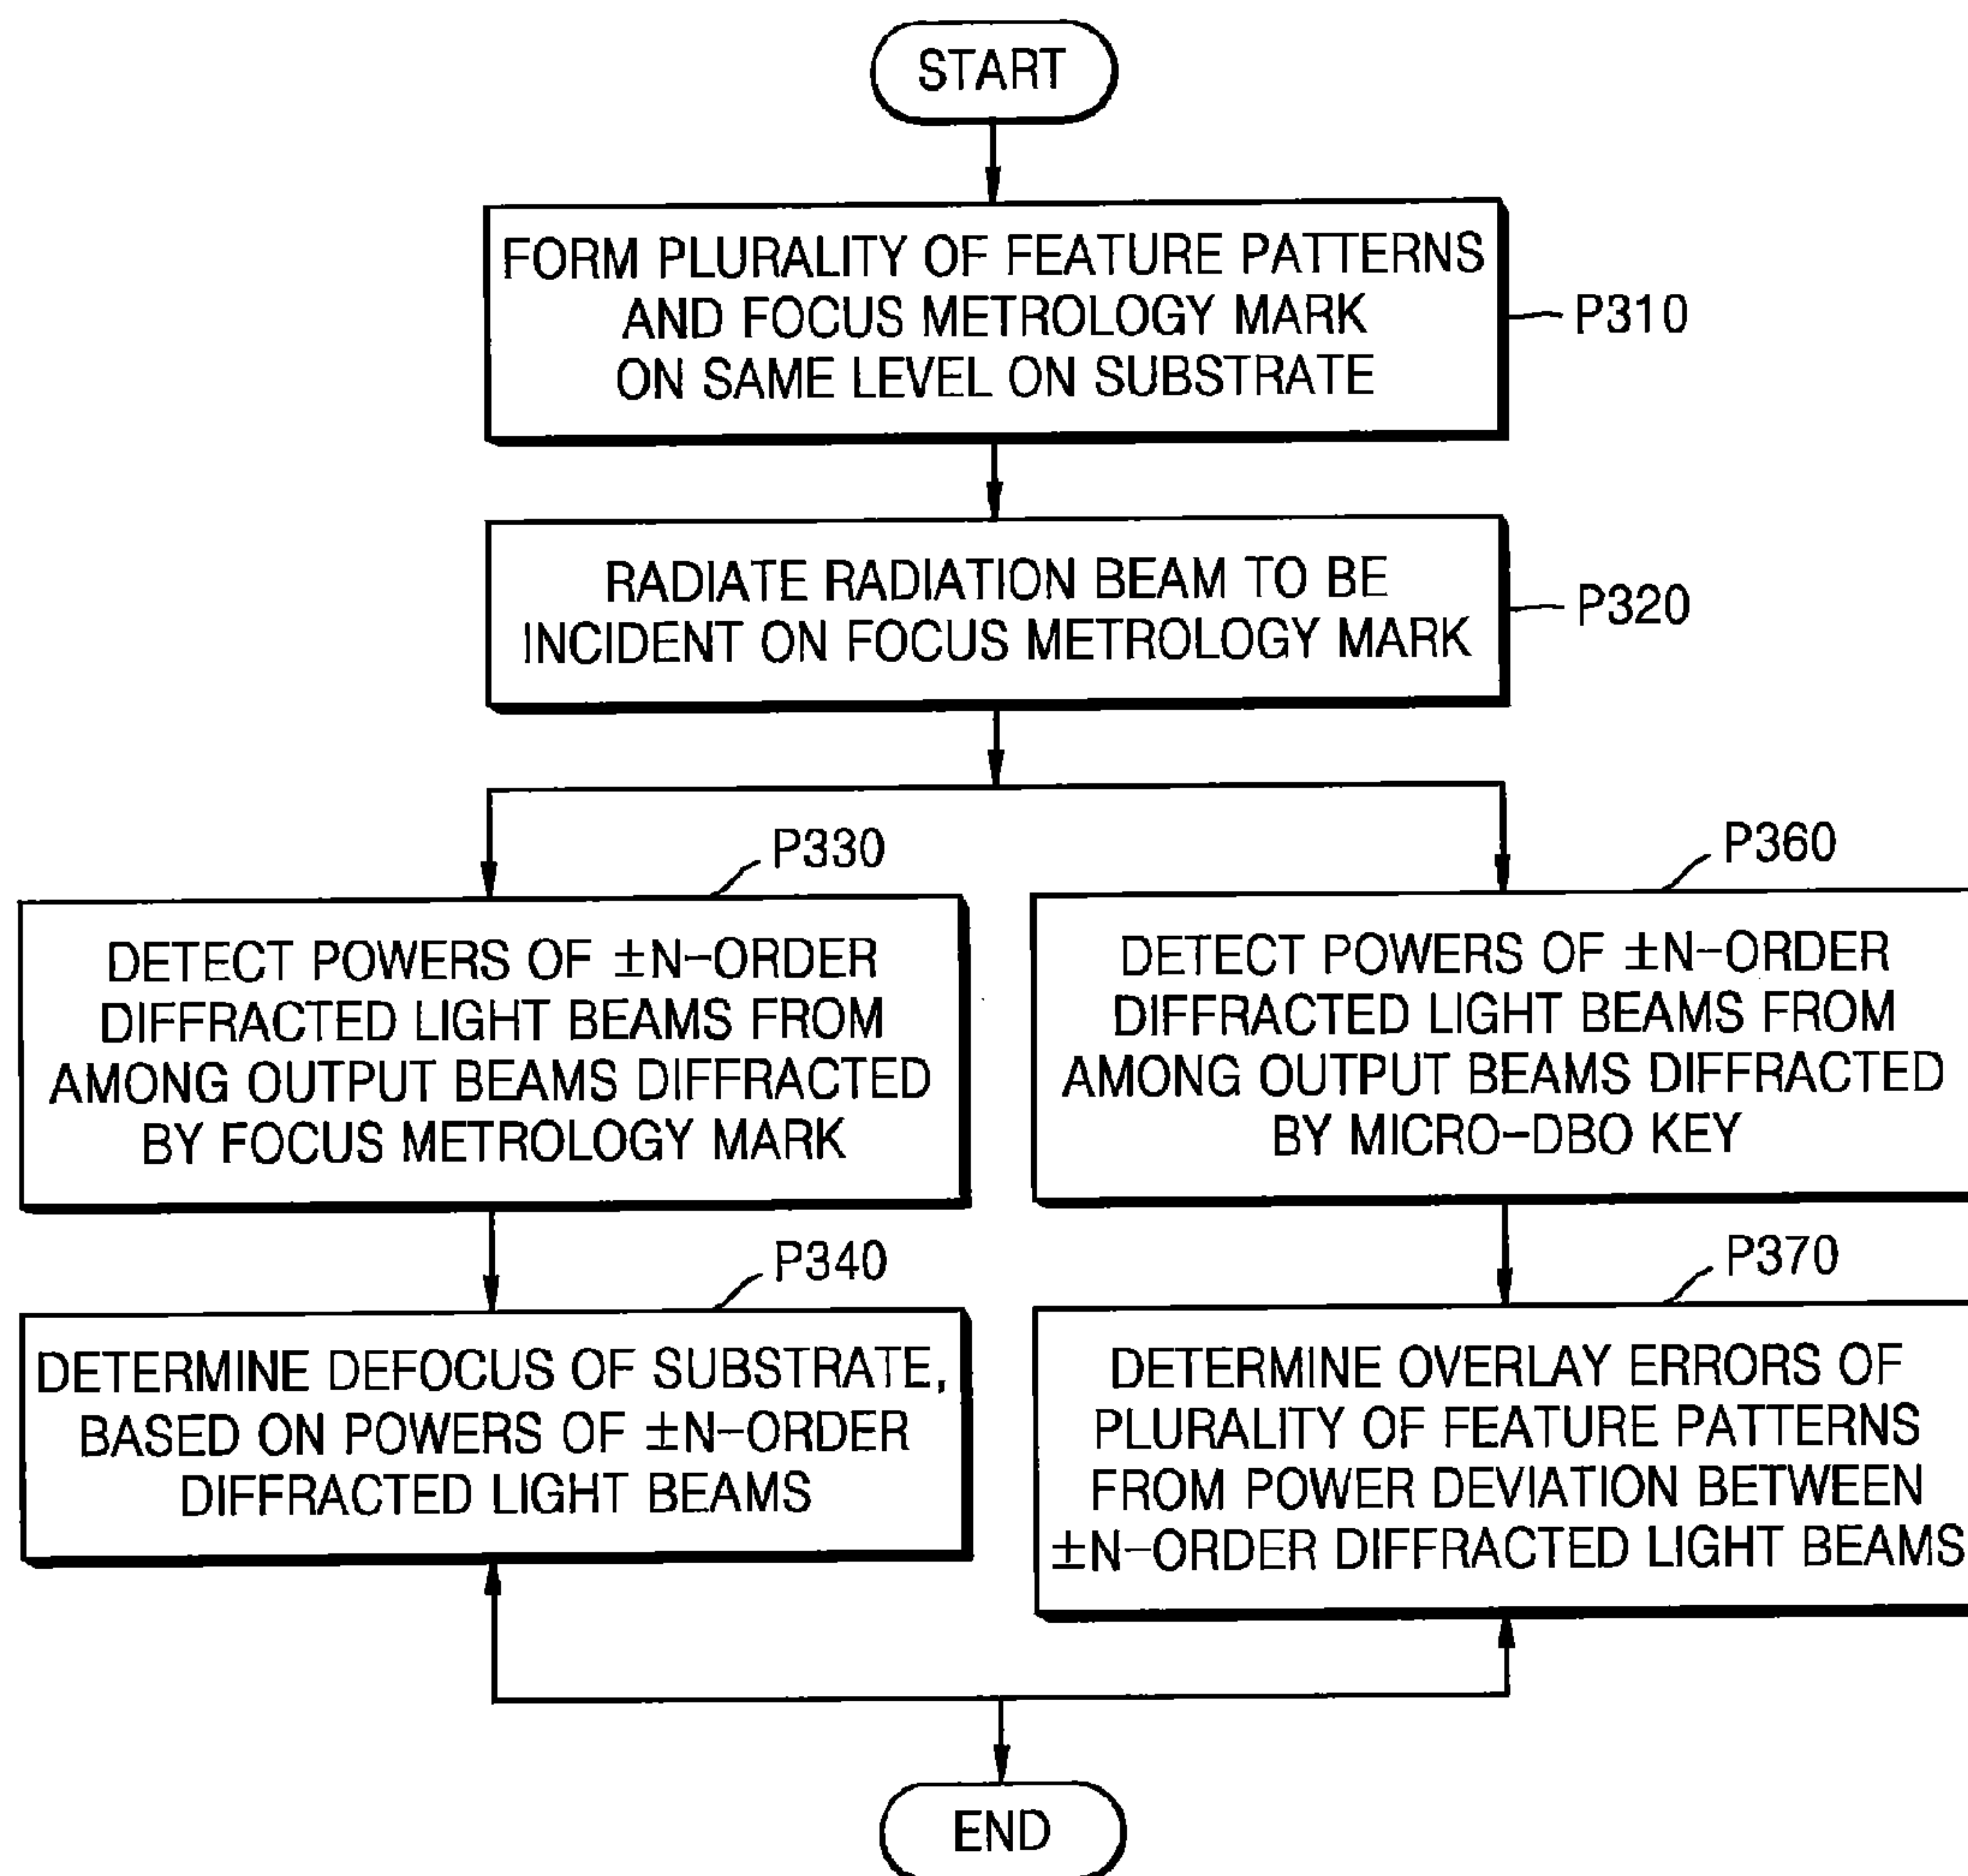 START
FORM PLURALITY OF FEATURE PATTERNS
AND FOCUS METROLOGY MARK
ON SAME LEVEL ON SUBSTRATE
P310
RADIATE RADIATION BEAM TO BE
INCIDENT ON FOCUS METROLOGY MARK
P320
P330
DETECT POWERS OF ±N-ORDER
DIFFRACTED LIGHT BEAMS FROM
AMONG OUTPUT BEAMS DIFFRACTED
BY FOCUS METROLOGY MARK
P360
DETECT POWERS OF ±N-ORDER
DIFFRACTED LIGHT BEAMS FROM
AMONG OUTPUT BEAMS DIFFRACTED
BY MICRO-DBO KEY
P340
DETERMINE DEFOCUS OF SUBSTRATE,
BASED ON POWERS OF ±N-ORDER
DIFFRACTED LIGHT BEAMS
P370
DETERMINE OVERLAY ERRORS OF
PLURALITY OF FEATURE PATTERNS
FROM POWER DEVIATION BETWEEN
±N-ORDER DIFFRACTED LIGHT BEAMS
END